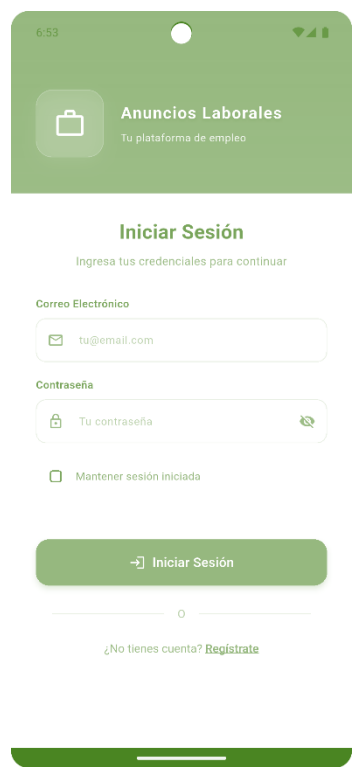 6:53
Anuncios Laborales
Tu plataforma de empleo
Iniciar Sesión
Ingresa tus credenciales para continuar
Correo Electrónico
tu@email.com
Contraseña
Tu contraseña
Mantener sesión iniciada
Iniciar Sesión
O
¿No tienes cuenta? Regístrate